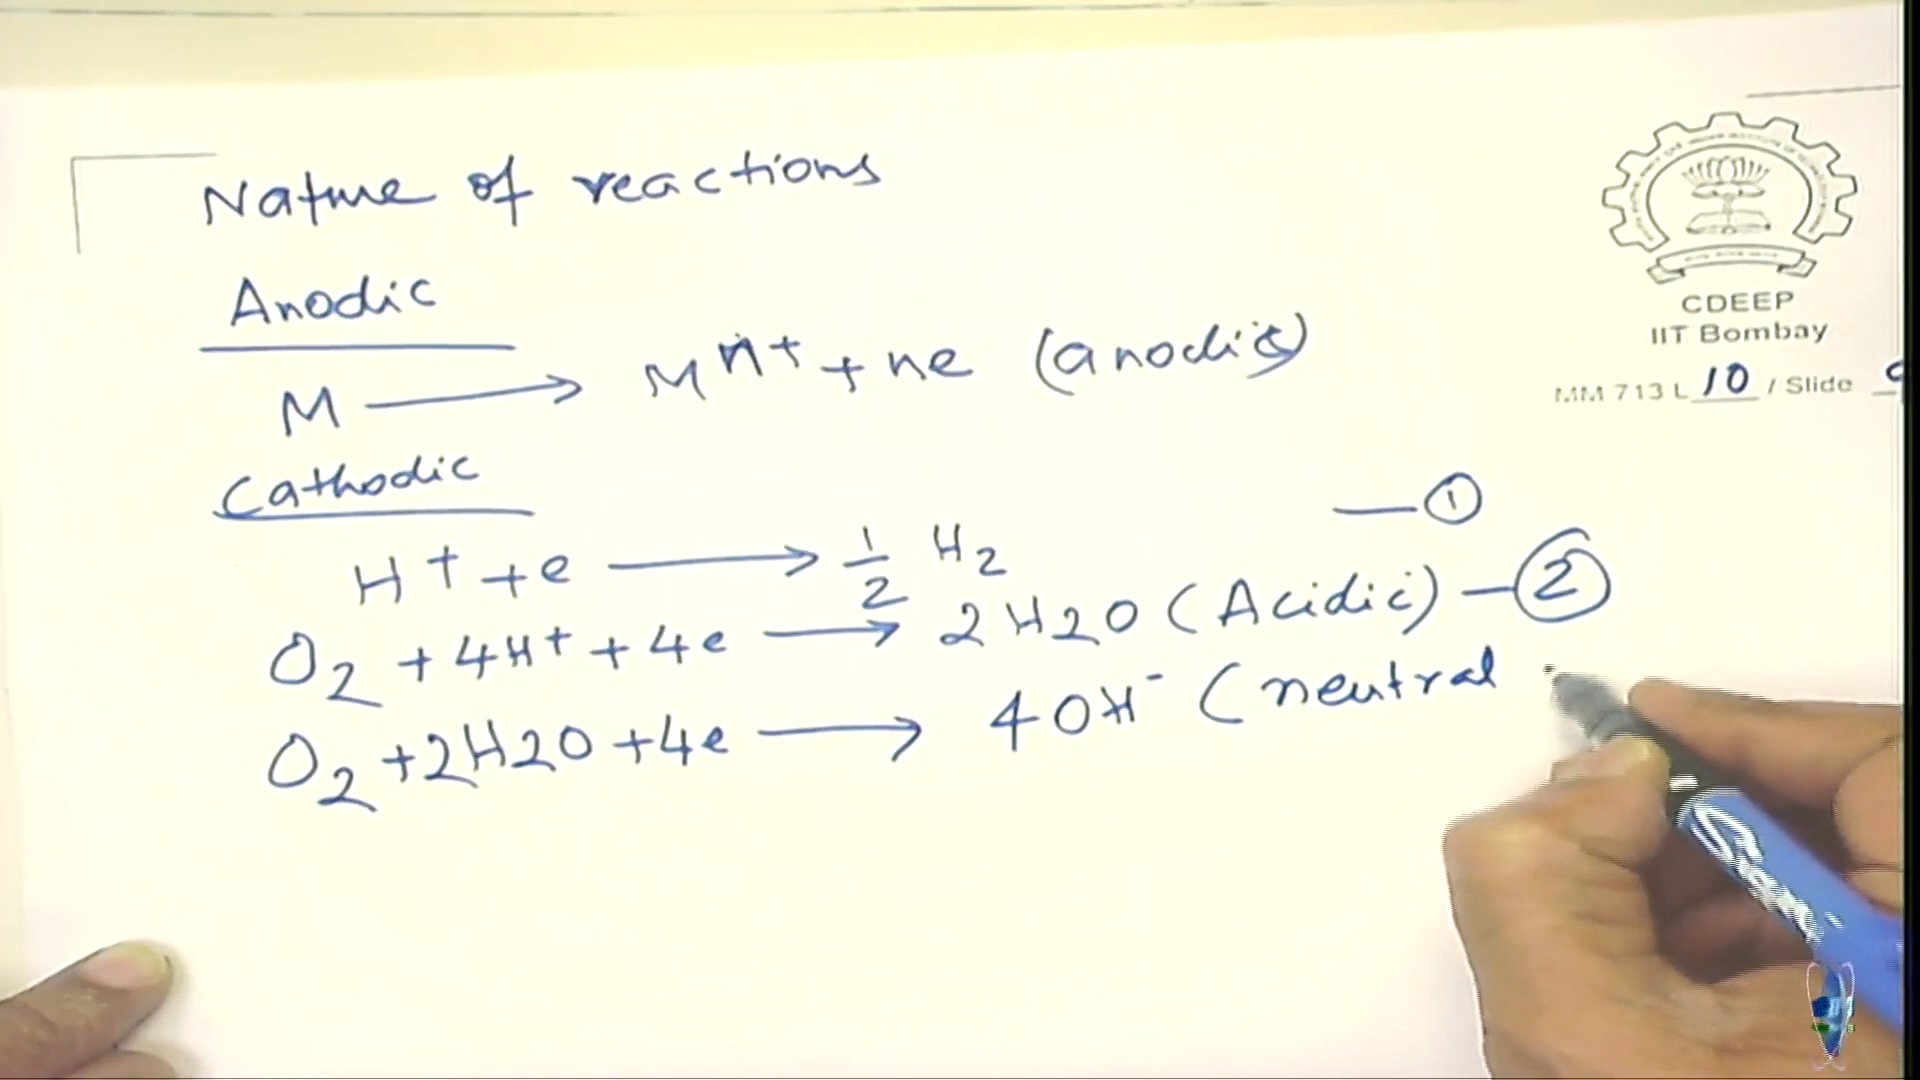 Nature of reactions
Anodic
M ⟶ Mⁿ⁺ + ne (anodic)
Cathodic
—①
H⁺ + e ⟶ 1/2 H₂
O₂ + 4H⁺ + 4e ⟶ 2H2O (Acidic) —②
O₂ + 2H2O + 4e ⟶ 4OH⁻ (neutral
CDEEP
IIT Bombay
MM 713 L 10 / Slide